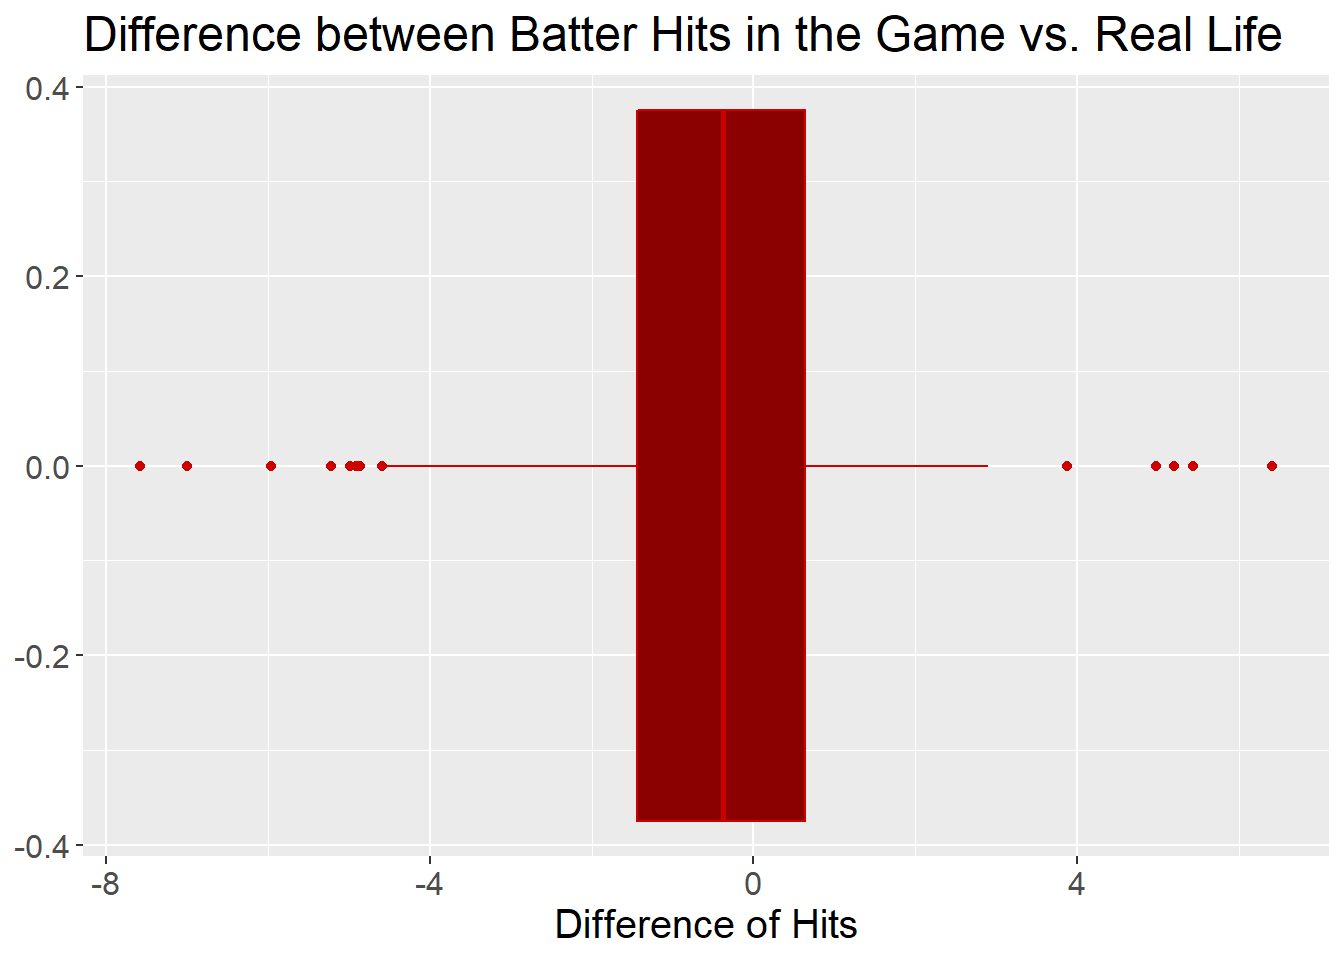 Difference between Batter Hits in the Game vs. Real Life
0.4
0.2
0.0
-0.2
-0.4
-8 -4 0 4
Difference of Hits